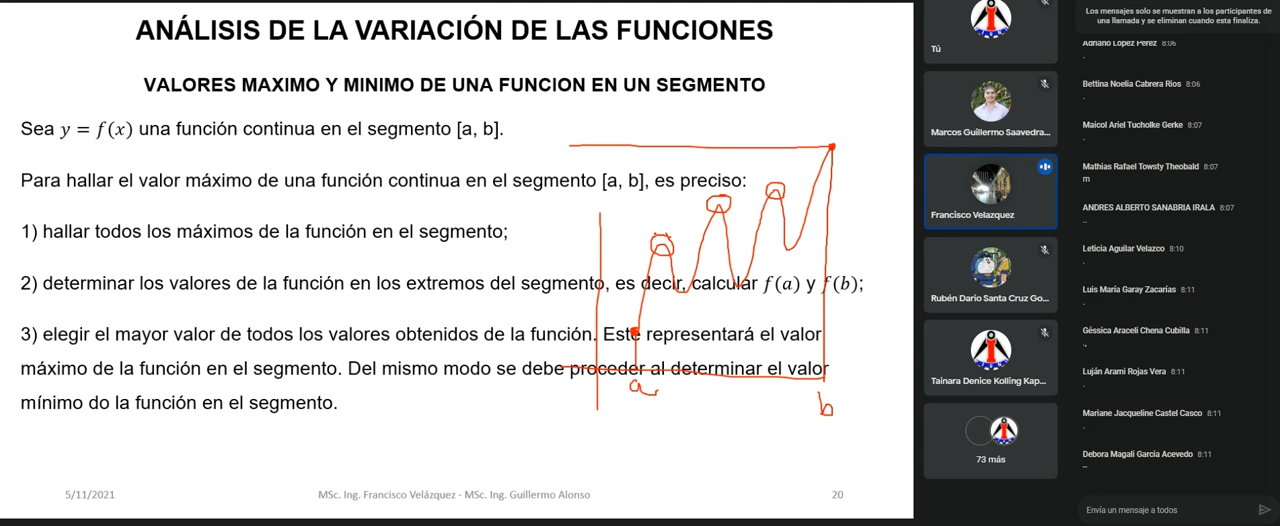 ANÁLISIS DE LA VARIACIÓN DE LAS FUNCIONES
VALORES MAXIMO Y MINIMO DE UNA FUNCION EN UN SEGMENTO
Sea y = f(x) una función continua en el segmento [a, b].
Para hallar el valor máximo de una función continua en el segmento [a, b], es preciso:
1) hallar todos los máximos de la función en el segmento;
2) determinar los valores de la función en los extremos del segmento, es decir, calcular f(a) y f(b);
3) elegir el mayor valor de todos los valores obtenidos de la función. Este representará el valor
máximo de la función en el segmento. Del mismo modo se debe proceder al determinar el valor
mínimo do la función en el segmento.
a
b
5/11/2021
MSc. Ing. Francisco Velázquez - MSc. Ing. Guillermo Alonso
20
Tú
Marcos Guillermo Saavedra...
Francisco Velazquez
Rubén Dario Santa Cruz Go...
Tainara Denice Kolling Kap...
73 más
Los mensajes solo se muestran a los participantes de
una llamada y se eliminan cuando esta finaliza.
Adriano López Pérez 8:06
.
Bettina Noelia Cabrera Rios 8:06
.
Maicol Ariel Tucholke Gerke 8:07
.
Mathias Rafael Towsty Theobald 8:07
m
ANDRES ALBERTO SANABRIA IRALA 8:07
..
Leticia Aguilar Velazco 8:10
.
Luis María Garay Zacarías 8:11
.
Géssica Araceli Chena Cubilla 8:11
.,
Luján Arami Rojas Vera 8:11
.
Mariane Jacqueline Castel Casco 8:11
.
Debora Magali García Acevedo 8:11
..
Envía un mensaje a todos